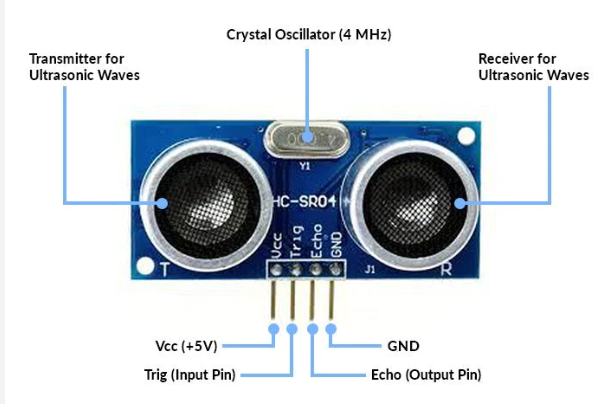 Crystal Oscillator (4 MHz)
Transmitter for
Ultrasonic Waves
Receiver for
Ultrasonic Waves
Y1
HC-SR04
Vcc
Trig
Echo
GND
T
J1
R
Vcc (+5V)
GND
Trig (Input Pin)
Echo (Output Pin)